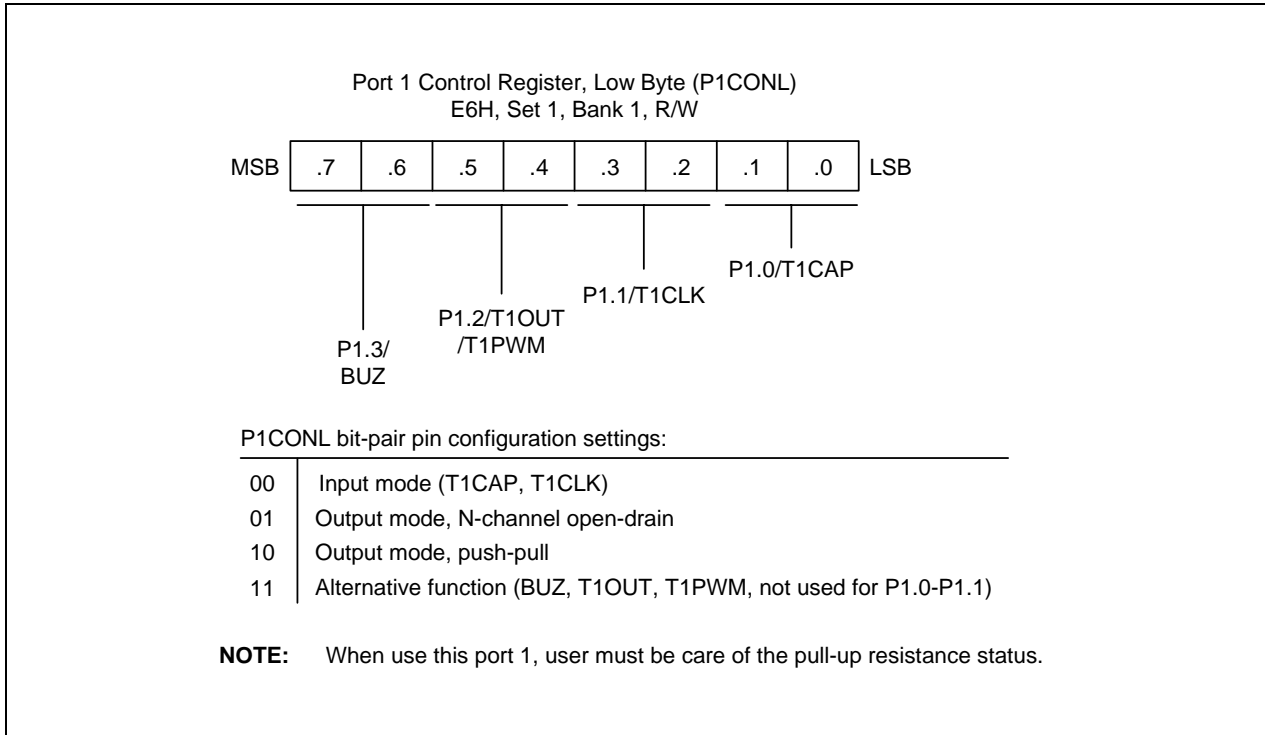 Port 1 Control Register, Low Byte (P1CONL)
E6H, Set 1, Bank 1, R/W
MSB .7 .6 .5 .4 .3 .2 .1 .0 LSB
P1.0/T1CAP
P1.1/T1CLK
P1.2/T1OUT
/T1PWM
P1.3/
BUZ
P1CONL bit-pair pin configuration settings:
00 Input mode (T1CAP, T1CLK)
01 Output mode, N-channel open-drain
10 Output mode, push-pull
11 Alternative function (BUZ, T1OUT, T1PWM, not used for P1.0-P1.1)
NOTE: When use this port 1, user must be care of the pull-up resistance status.